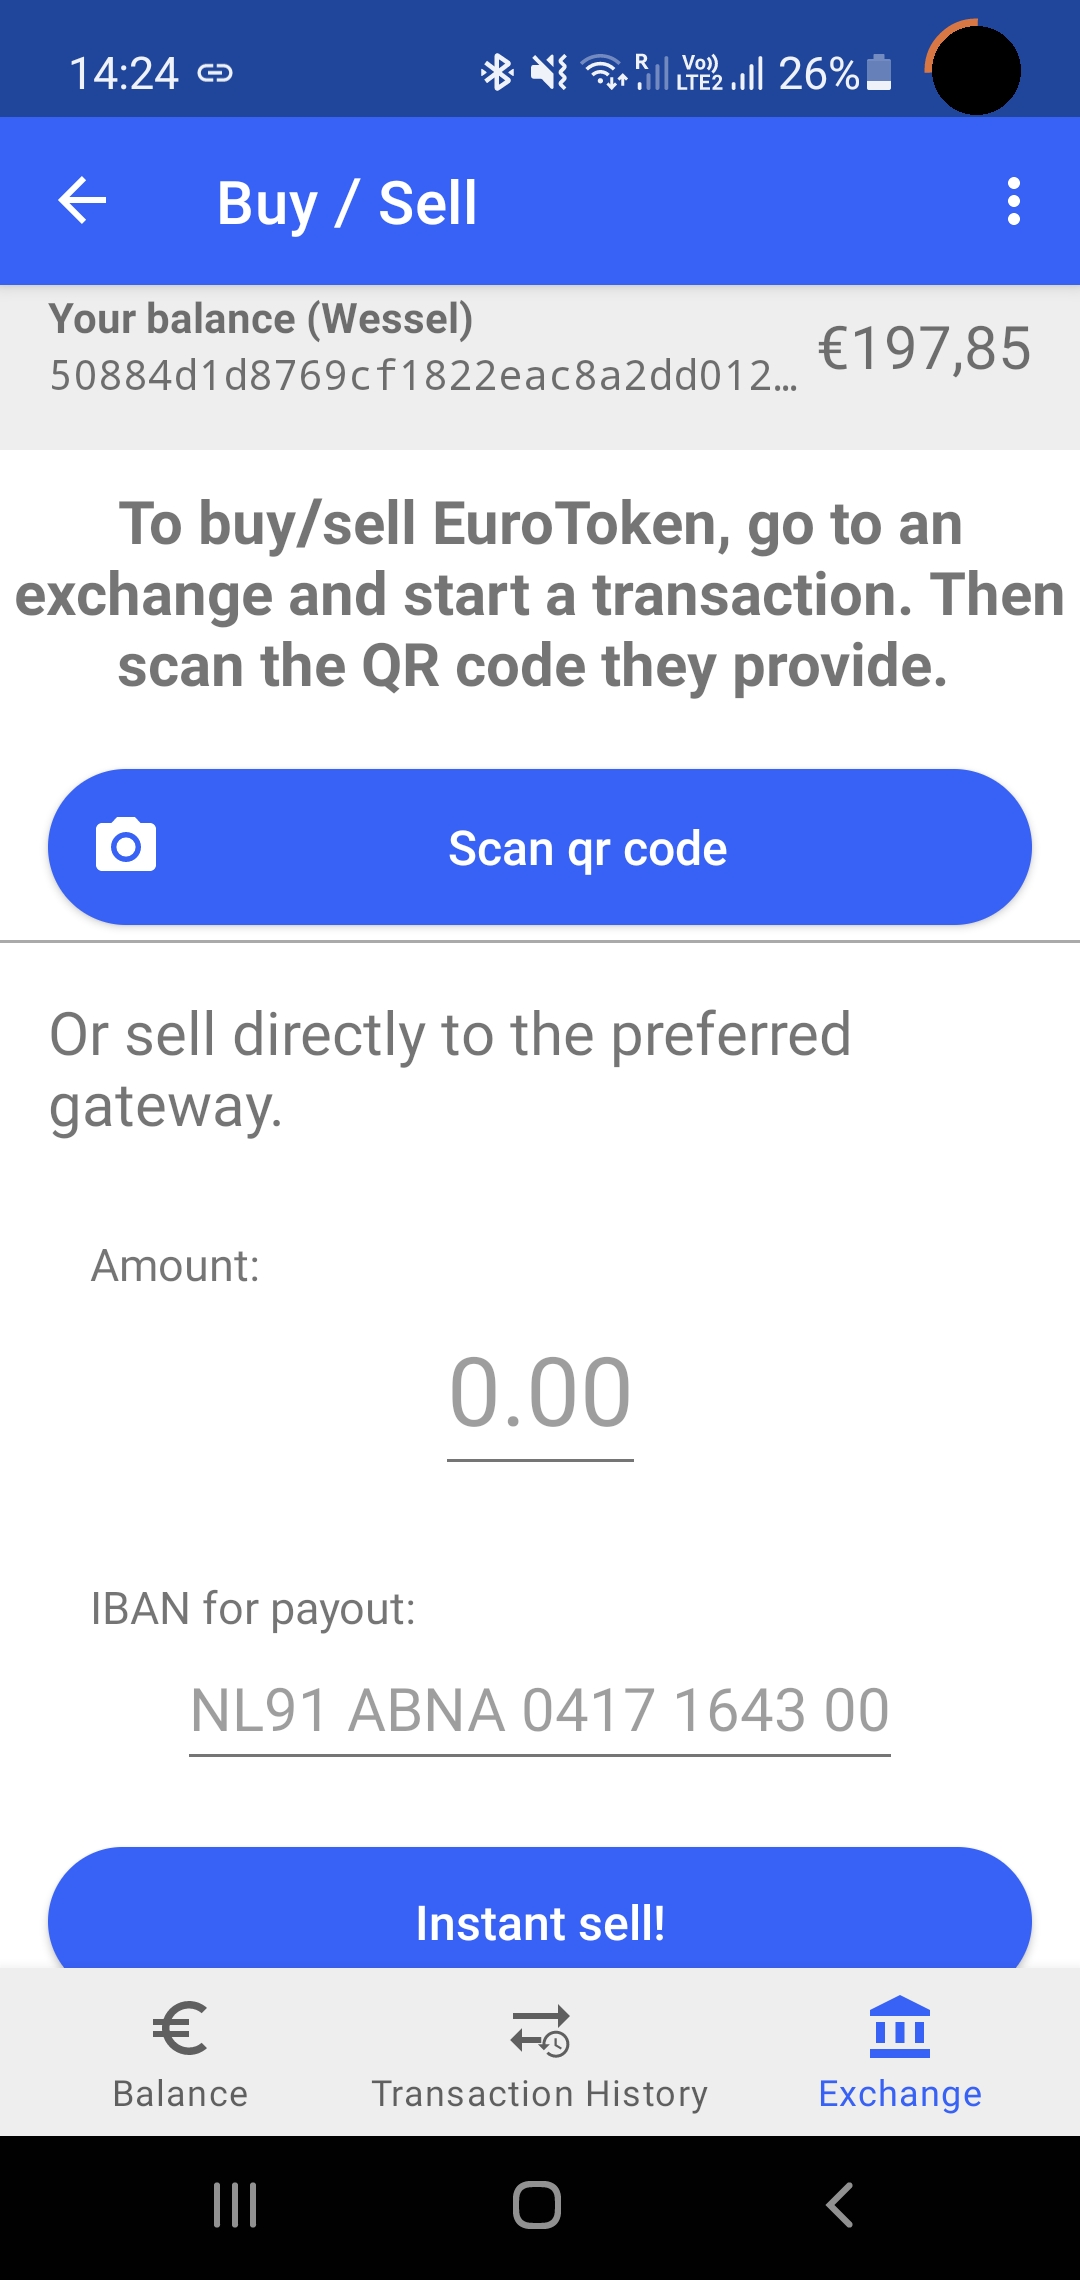 14:24
R
Vo))
LTE2
26%
Buy / Sell
Your balance (Wessel)
50884d1d8769cf1822eac8a2dd012…
€197,85
To buy/sell EuroToken, go to an
exchange and start a transaction. Then
scan the QR code they provide.
Scan qr code
Or sell directly to the preferred
gateway.
Amount:
0.00
IBAN for payout:
NL91 ABNA 0417 1643 00
Instant sell!
Balance
Transaction History
Exchange